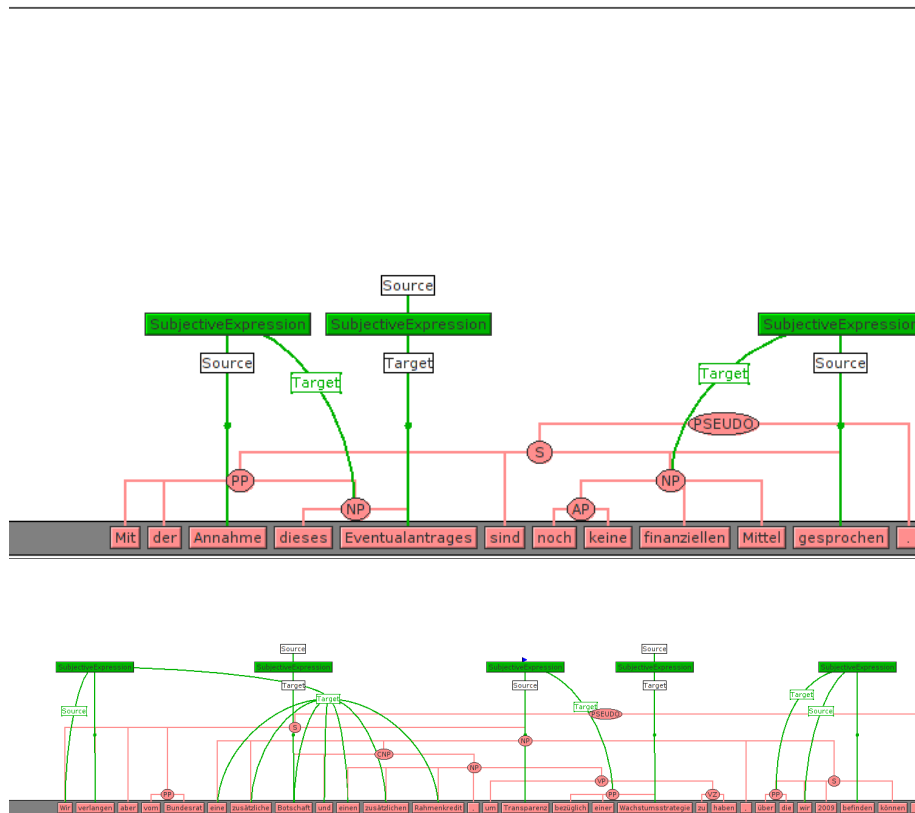 Source
SubjectiveExpression SubjectiveExpression SubjectiveExpression
Source Target Source
Target Target
PSEUDO
S
PP NP
NP AP
Mit der Annahme dieses Eventualantrages sind noch keine finanziellen Mittel gesprochen .
Source Source
SubjectiveExpression SubjectiveExpression SubjectiveExpression SubjectiveExpression SubjectiveExpression
Target Source Target
Target Target Target
Source Source
PSEUDO
S
NP
CNP
NP
VP S
PP PP VZ PP
Wir verlangen aber vom Bundesrat eine zusätzliche Botschaft und einen zusätzlichen Rahmenkredit , um Transparenz bezüglich einer Wachstumsstrategie zu haben , über die wir 2009 befinden können